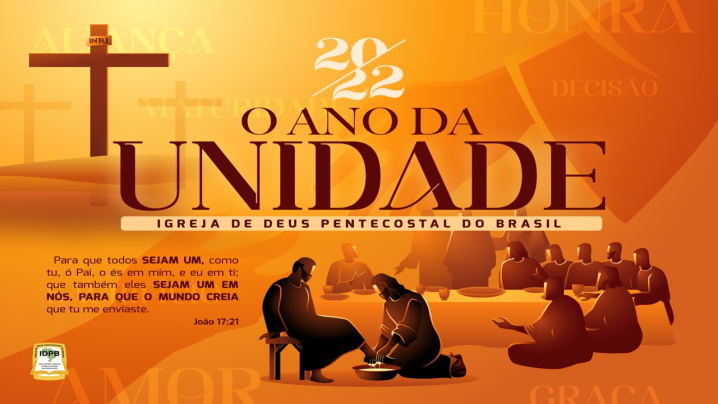 ALIANÇA
HONRA
INRI
20/22
DECISÃO
MATURIDADE
O ANO DA
UNIDADE
IGREJA DE DEUS PENTECOSTAL DO BRASIL
Para que todos SEJAM UM, como
tu, ó Pai, o és em mim, e eu em ti;
que também eles SEJAM UM EM
NÓS, PARA QUE O MUNDO CREIA
que tu me enviaste.
João 17:21
IDPB
AMOR
GRAÇA